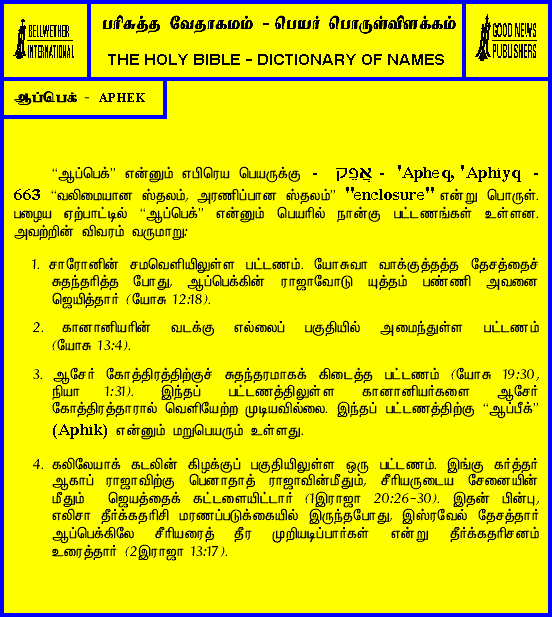 BELLWETHER
INTERNATIONAL
பரிசுத்த வேதாகமம் - பெயர் பொருள்விளக்கம்
THE HOLY BIBLE - DICTIONARY OF NAMES
GOOD NEWS
PUBLISHERS
ஆப்பெக் - APHEK
“ஆப்பெக்” என்னும் எபிரெய பெயருக்கு - אֲפֵק - 'Apheq, 'Aphiyq -
663 “வலிமையான ஸ்தலம், அரணிப்பான ஸ்தலம்” "enclosure" என்று பொருள்.
பழைய ஏற்பாட்டில் “ஆப்பெக்” என்னும் பெயரில் நான்கு பட்டணங்கள் உள்ளன.
அவற்றின் விவரம் வருமாறு:
1. சாரோனின் சமவெளியிலுள்ள பட்டணம். யோசுவா வாக்குத்தத்த தேசத்தைச்
சுதந்தரித்த போது, ஆப்பெக்கின் ராஜாவோடு யுத்தம் பண்ணி அவனை
ஜெயித்தார் (யோசு 12:18).
2. கானானியரின் வடக்கு எல்லைப் பகுதியில் அமைந்துள்ள பட்டணம்
(யோசு 13:4).
3. ஆசேர் கோத்திரத்திற்குச் சுதந்தரமாகக் கிடைத்த பட்டணம் (யோசு 19:30,
நியா 1:31). இந்தப் பட்டணத்திலுள்ள கானானியர்களை ஆசேர்
கோத்திரத்தாரால் வெளியேற்ற முடியவில்லை. இந்தப் பட்டணத்திற்கு “ஆப்பீக்”
(Aphik) என்னும் மறுபெயரும் உள்ளது.
4. கலிலேயாக் கடலின் கிழக்குப் பகுதியிலுள்ள ஒரு பட்டணம். இங்கு கர்த்தர்
ஆகாப் ராஜாவிற்கு பெனாதாத் ராஜாவின்மீதும், சீரியருடைய சேனையின்
மீதும் ஜெயத்தைக் கட்டளையிட்டார் (1இராஜா 20:26-30). இதன் பின்பு,
எலிசா தீர்க்கதரிசி மரணப்படுக்கையில் இருந்தபோது, இஸ்ரவேல் தேசத்தார்
ஆப்பெக்கிலே சீரியரைத் தீர முறியடிப்பார்கள் என்று தீர்க்கதரிசனம்
உரைத்தார் (2இராஜா 13:17).